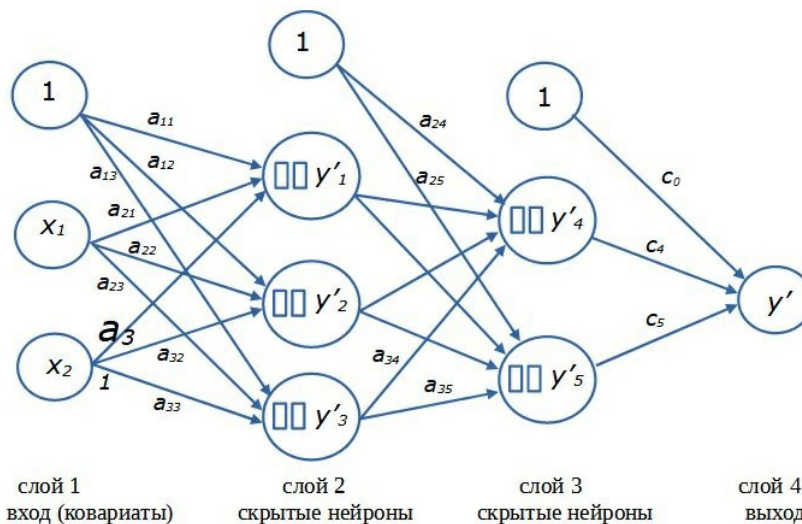 1
1
1
a₁₁
a₁₂
a₁₃
a₂₄
a₂₅
▯▯ y'₁
c₀
x₁
a₂₁
a₂₂
a₂₃
▯▯ y'₄
c₄
▯▯ y'₂
y'
a₃
1
x₂
a₃₂
a₃₃
a₃₄
a₃₅
▯▯ y'₅
c₅
▯▯ y'₃
слой 1
вход (ковариаты)
слой 2
скрытые нейроны
слой 3
скрытые нейроны
слой 4
выход